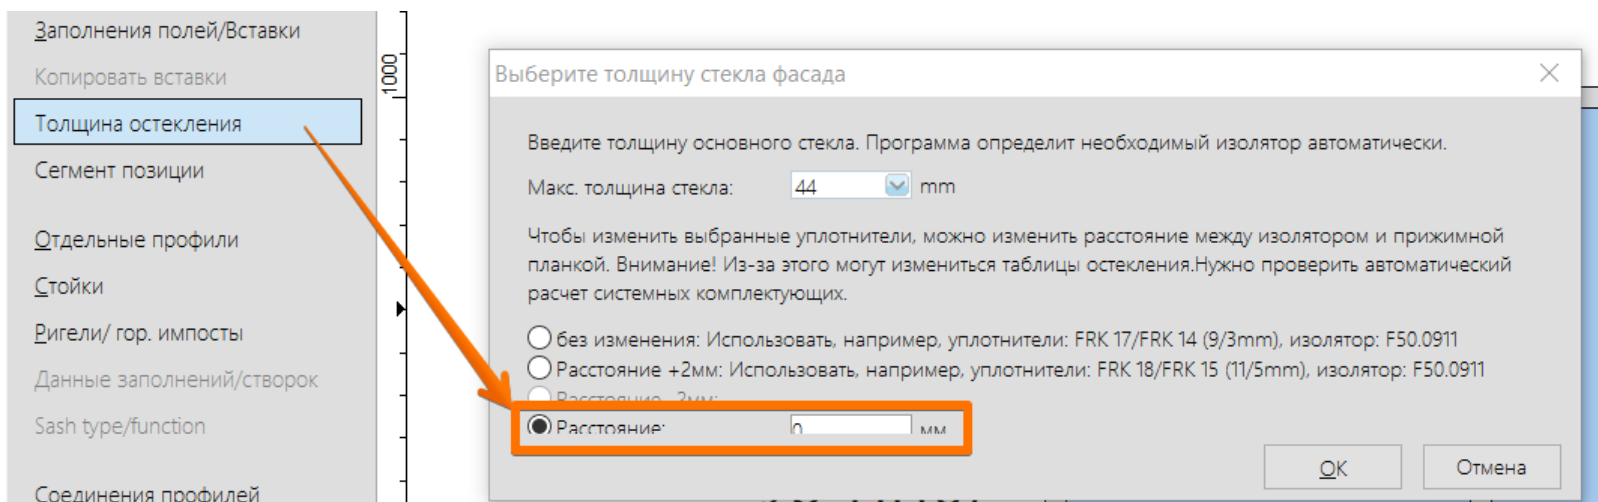 Заполнения полей/Вставки
Копировать вставки
Толщина остекления
Сегмент позиции
Отдельные профили
Стойки
Ригели/ гор. импосты
Данные заполнений/створок
Sash type/function
Соединения профилей
1000
Выберите толщину стекла фасада
Введите толщину основного стекла. Программа определит необходимый изолятор автоматически.
Макс. толщина стекла: 44 mm
Чтобы изменить выбранные уплотнители, можно изменить расстояние между изолятором и прижимной
планкой. Внимание! Из-за этого могут измениться таблицы остекления.Нужно проверить автоматический
расчет системных комплектующих.
без изменения: Использовать, например, уплотнители: FRK 17/FRK 14 (9/3mm), изолятор: F50.0911
Расстояние +2мм: Использовать, например, уплотнители: FRK 18/FRK 15 (11/5mm), изолятор: F50.0911
Расстояние -2мм:
Расстояние: 0 мм
OK Отмена